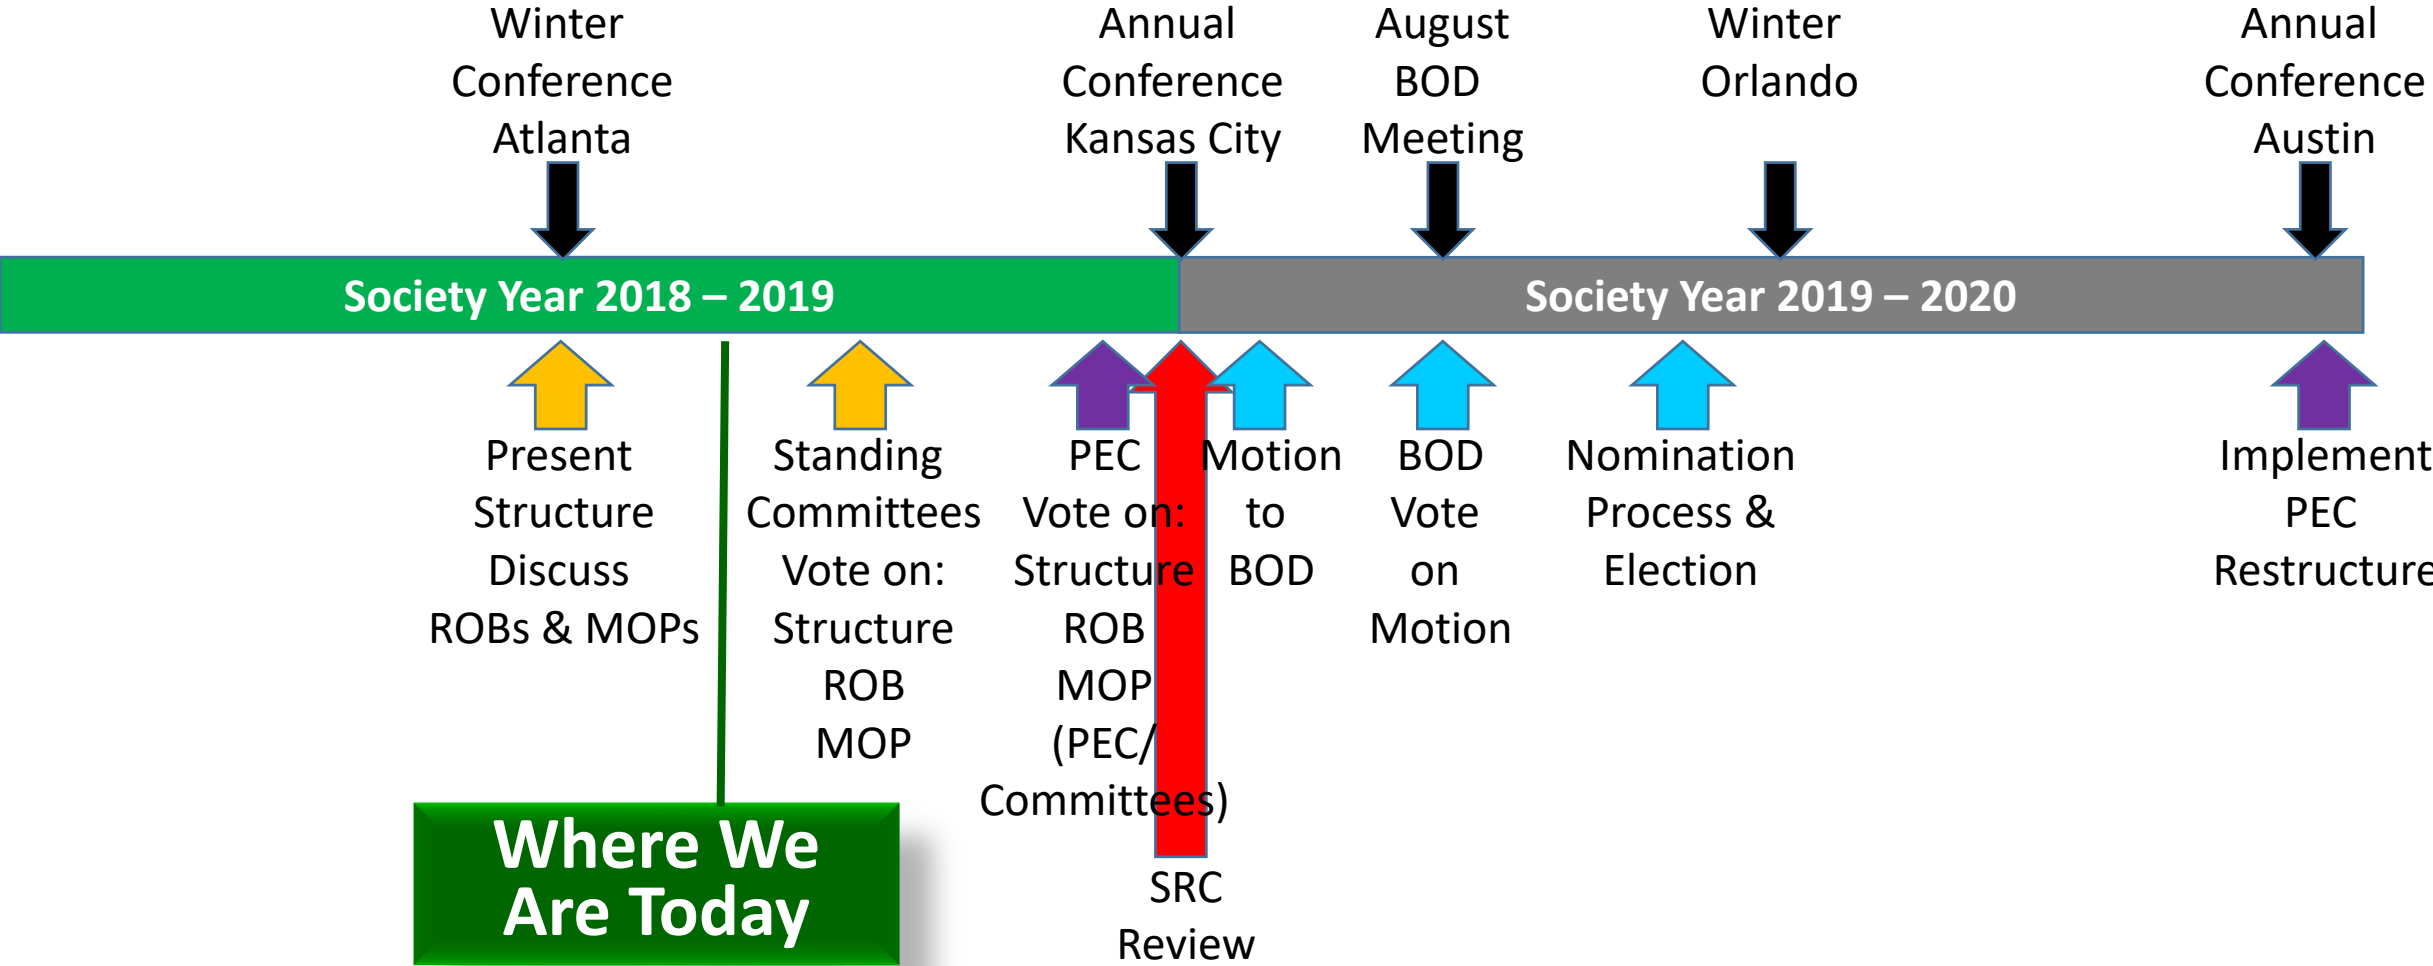 Winter
Conference
Atlanta
Annual
Conference
Kansas City
August
BOD
Meeting
Winter
Orlando
Annual
Conference
Austin
Society Year 2018 – 2019
Society Year 2019 – 2020
Present
Structure
Discuss
ROBs & MOPs
Standing
Committees
Vote on:
Structure
ROB
MOP
PEC
Vote on:
Structure
ROB
MOP
(PEC/
Committees)
Motion
to
BOD
BOD
Vote
on
Motion
Nomination
Process &
Election
Implement
PEC
Restructure
Where We
Are Today
SRC
Review